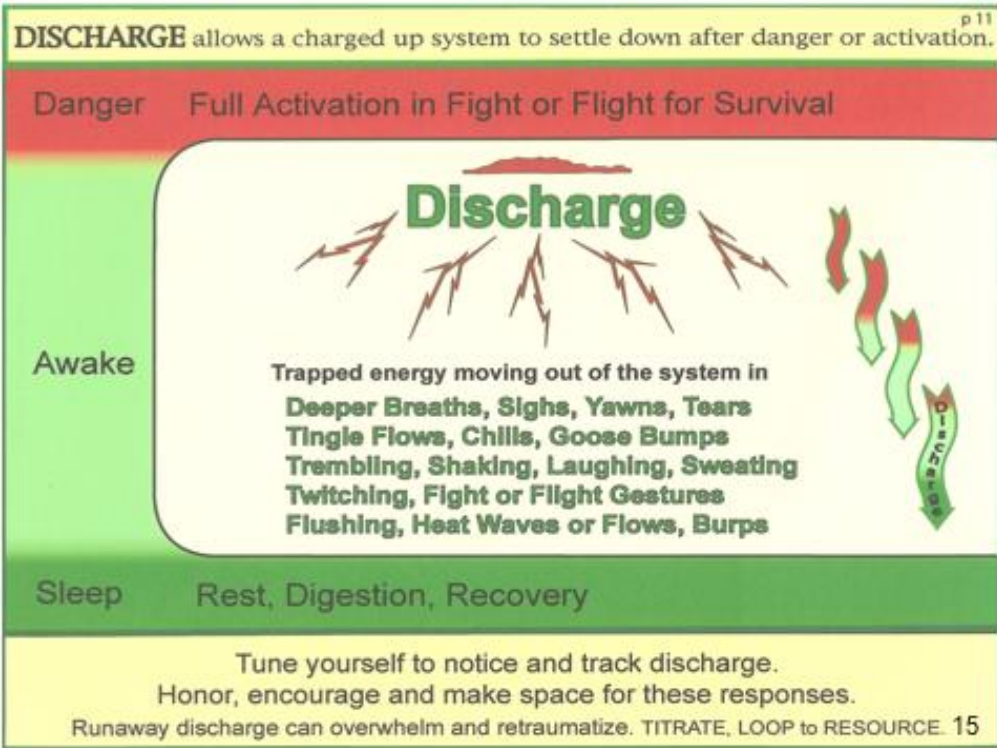 p 11
DISCHARGE allows a charged up system to settle down after danger or activation.
Danger Full Activation in Fight or Flight for Survival
Discharge
Awake
Trapped energy moving out of the system in
Deeper Breaths, Sighs, Yawns, Tears
Tingle Flows, Chills, Goose Bumps
Trembling, Shaking, Laughing, Sweating
Twitching, Fight or Flight Gestures
Flushing, Heat Waves or Flows, Burps
Discharge
Sleep Rest, Digestion, Recovery
Tune yourself to notice and track discharge.
Honor, encourage and make space for these responses.
Runaway discharge can overwhelm and retraumatize. TITRATE, LOOP to RESOURCE. 15